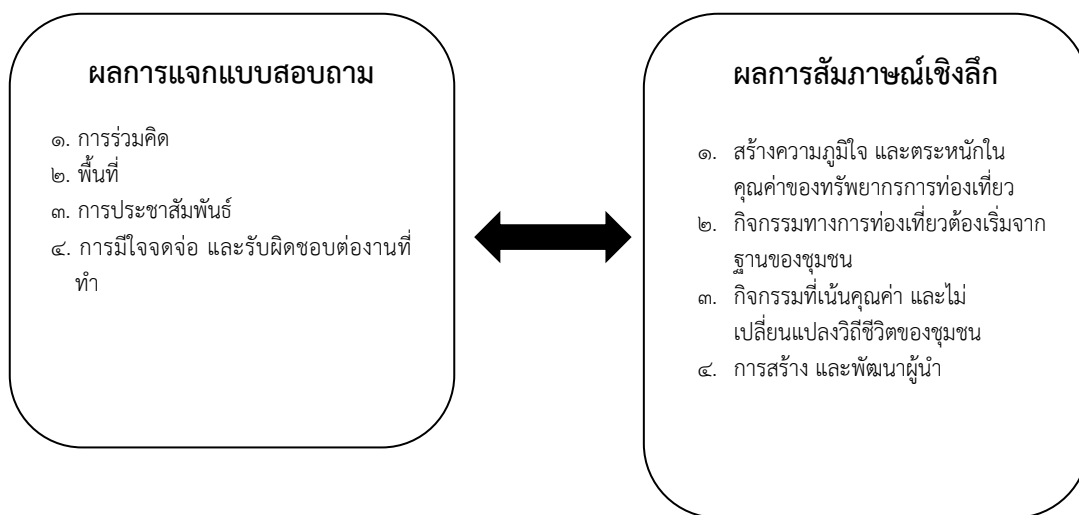 ผลการแจกแบบสอบถาม
๑. การร่วมคิด
๒. พื้นที่
๓. การประชาสัมพันธ์
๔. การมีใจจดจ่อ และรับผิดชอบต่องานที่
ทำ
ผลการสัมภาษณ์เชิงลึก
๑. สร้างความภูมิใจ และตระหนักใน
คุณค่าของทรัพยากรการท่องเที่ยว
๒. กิจกรรมทางการท่องเที่ยวต้องเริ่มจาก
ฐานของชุมชน
๓. กิจกรรมที่เน้นคุณค่า และไม่
เปลี่ยนแปลงวิถีชีวิตของชุมชน
๔. การสร้าง และพัฒนาผู้นำ